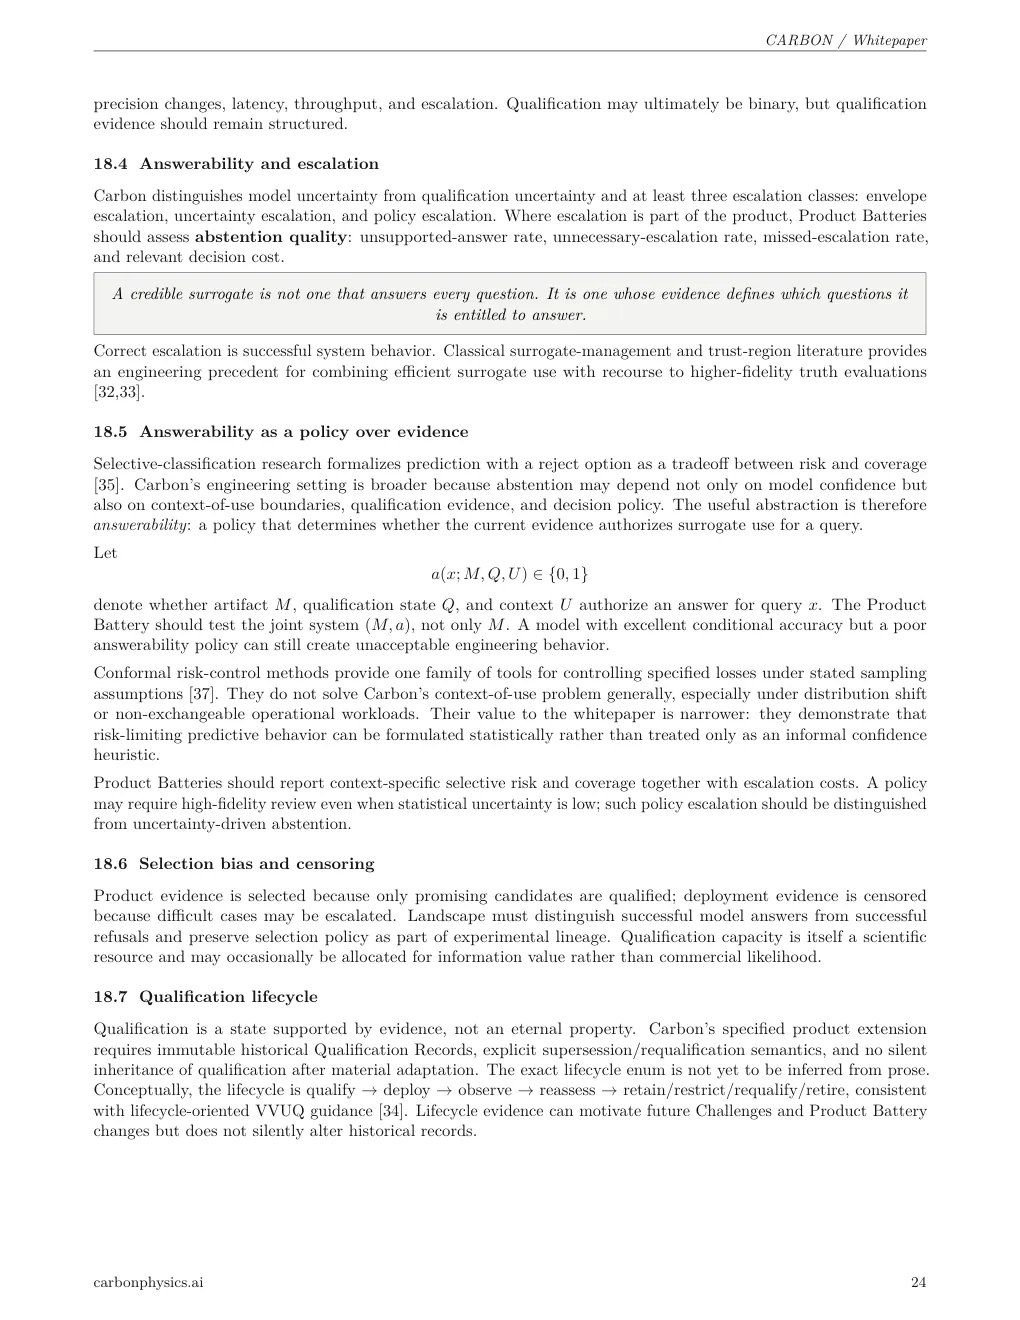 CARBON / Whitepaper
precision changes, latency, throughput, and escalation. Qualification may ultimately be binary, but qualification
evidence should remain structured.
18.4 Answerability and escalation
Carbon distinguishes model uncertainty from qualification uncertainty and at least three escalation classes: envelope
escalation, uncertainty escalation, and policy escalation. Where escalation is part of the product, Product Batteries
should assess abstention quality: unsupported-answer rate, unnecessary-escalation rate, missed-escalation rate,
and relevant decision cost.
A credible surrogate is not one that answers every question. It is one whose evidence defines which questions it
is entitled to answer.
Correct escalation is successful system behavior. Classical surrogate-management and trust-region literature provides
an engineering precedent for combining efficient surrogate use with recourse to higher-fidelity truth evaluations
[32,33].
18.5 Answerability as a policy over evidence
Selective-classification research formalizes prediction with a reject option as a tradeoff between risk and coverage
[35]. Carbon's engineering setting is broader because abstention may depend not only on model confidence but
also on context-of-use boundaries, qualification evidence, and decision policy. The useful abstraction is therefore
answerability: a policy that determines whether the current evidence authorizes surrogate use for a query.
Let
a(x; M, Q, U) ∈ {0, 1}
denote whether artifact M, qualification state Q, and context U authorize an answer for query x. The Product
Battery should test the joint system (M, a), not only M. A model with excellent conditional accuracy but a poor
answerability policy can still create unacceptable engineering behavior.
Conformal risk-control methods provide one family of tools for controlling specified losses under stated sampling
assumptions [37]. They do not solve Carbon's context-of-use problem generally, especially under distribution shift
or non-exchangeable operational workloads. Their value to the whitepaper is narrower: they demonstrate that
risk-limiting predictive behavior can be formulated statistically rather than treated only as an informal confidence
heuristic.
Product Batteries should report context-specific selective risk and coverage together with escalation costs. A policy
may require high-fidelity review even when statistical uncertainty is low; such policy escalation should be distinguished
from uncertainty-driven abstention.
18.6 Selection bias and censoring
Product evidence is selected because only promising candidates are qualified; deployment evidence is censored
because difficult cases may be escalated. Landscape must distinguish successful model answers from successful
refusals and preserve selection policy as part of experimental lineage. Qualification capacity is itself a scientific
resource and may occasionally be allocated for information value rather than commercial likelihood.
18.7 Qualification lifecycle
Qualification is a state supported by evidence, not an eternal property. Carbon's specified product extension
requires immutable historical Qualification Records, explicit supersession/requalification semantics, and no silent
inheritance of qualification after material adaptation. The exact lifecycle enum is not yet to be inferred from prose.
Conceptually, the lifecycle is qualify → deploy → observe → reassess → retain/restrict/requalify/retire, consistent
with lifecycle-oriented VVUQ guidance [34]. Lifecycle evidence can motivate future Challenges and Product Battery
changes but does not silently alter historical records.
carbonphysics.ai
24